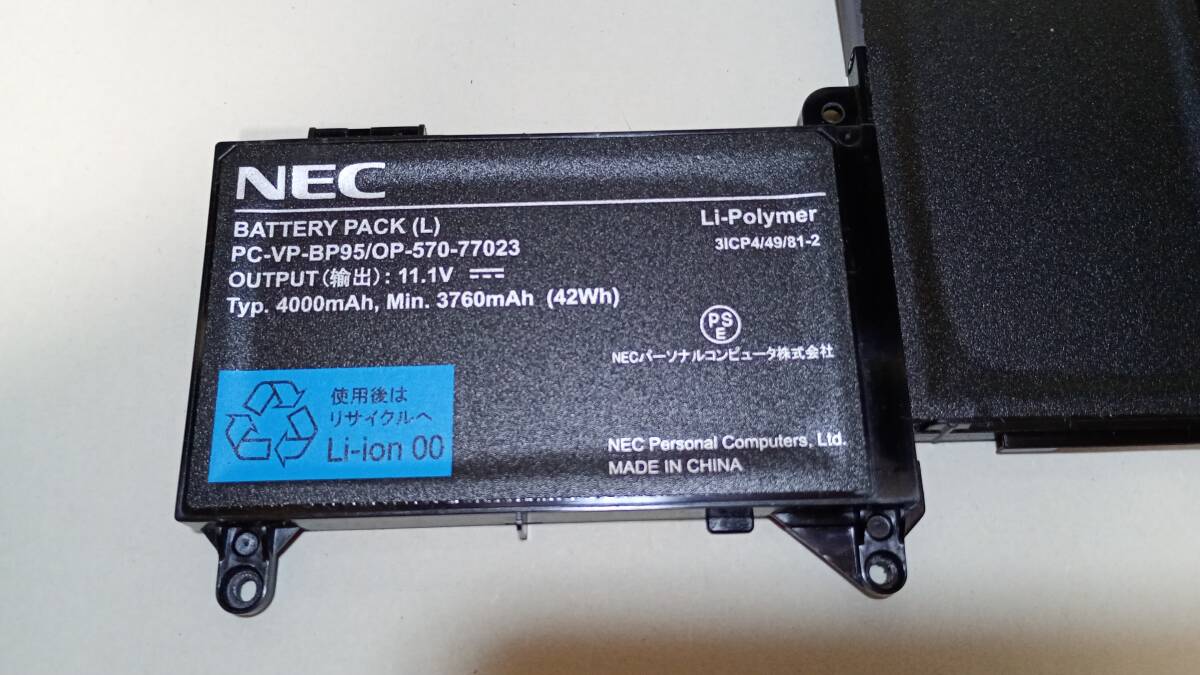 NEC
BATTERY PACK (L)
PC-VP-BP95/OP-570-77023
OUTPUT(输出): 11.1V ⎓
Typ. 4000mAh, Min. 3760mAh (42Wh)
Li-Polymer
3ICP4/49/81-2
PS
E
NECパーソナルコンピュータ株式会社
使用後は
リサイクルへ
Li-ion 00
NEC Personal Computers, Ltd.
MADE IN CHINA